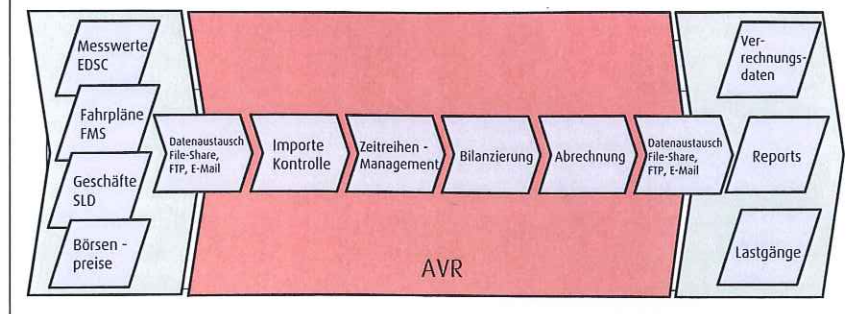 Messwerte
EDSC
Fahrpläne
FMS
Geschäfte
SLD
Börsen -
preise
Datenaustausch
File-Share,
FTP, E-Mail
Importe
Kontrolle
Zeitreihen -
Management
Bilanzierung
Abrechnung
Datenaustausch
File-Share,
FTP, E-Mail
AVR
Ver-
rechnungs-
daten
Reports
Lastgänge